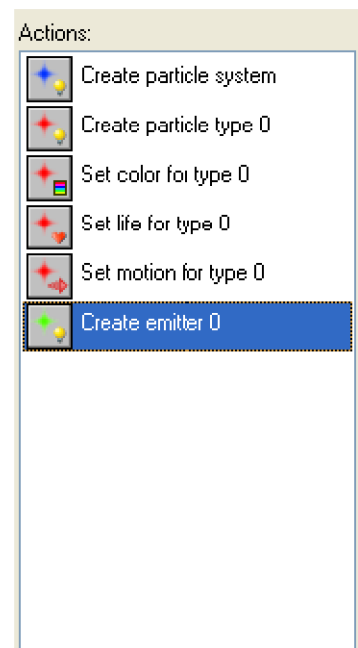 Actions:
Create particle system
Create particle type 0
Set color for type 0
Set life for type 0
Set motion for type 0
Create emitter 0